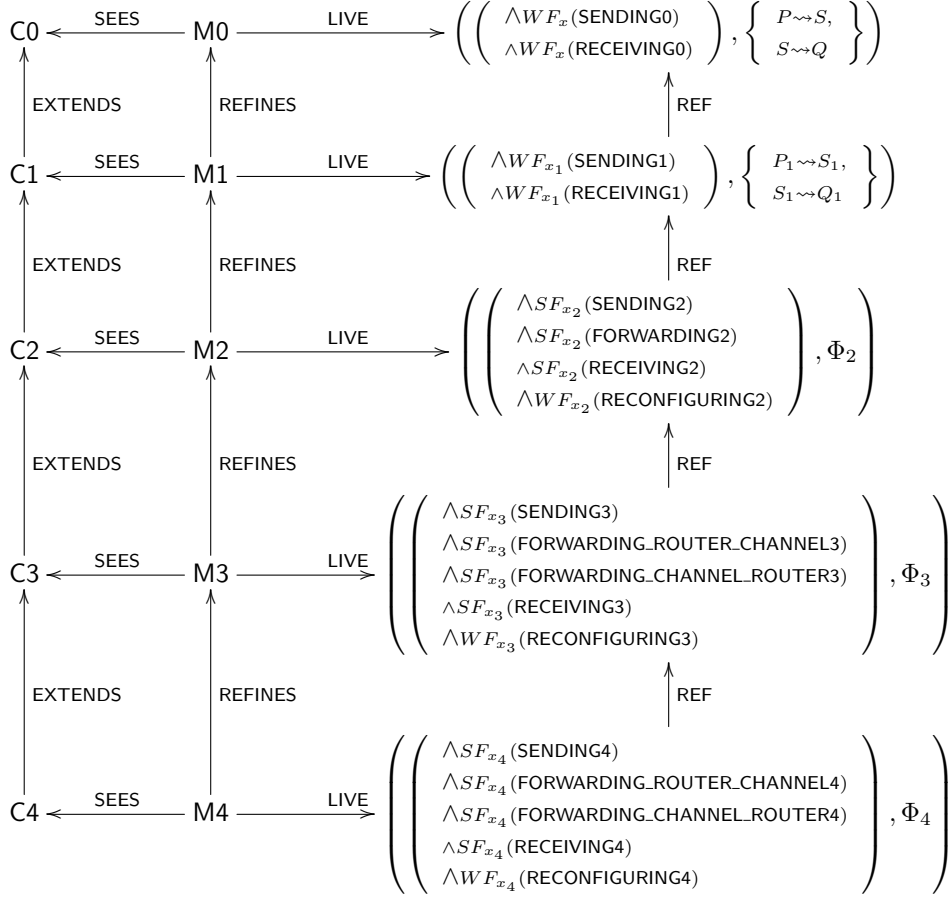 C0 SEES M0 LIVE ( ( ∧WF_x(SENDING0)
∧WF_x(RECEIVING0) ) , { P⇝S,
S⇝Q } )
EXTENDS REFINES REF
C1 SEES M1 LIVE ( ( ∧WF_{x_1}(SENDING1)
∧WF_{x_1}(RECEIVING1) ) , { P_1⇝S_1,
S_1⇝Q_1 } )
EXTENDS REFINES REF
C2 SEES M2 LIVE ( ( ∧SF_{x_2}(SENDING2)
∧SF_{x_2}(FORWARDING2)
∧SF_{x_2}(RECEIVING2)
∧WF_{x_2}(RECONFIGURING2) ) , Φ_2 )
EXTENDS REFINES REF
C3 SEES M3 LIVE ( ( ∧SF_{x_3}(SENDING3)
∧SF_{x_3}(FORWARDING_ROUTER_CHANNEL3)
∧SF_{x_3}(FORWARDING_CHANNEL_ROUTER3)
∧SF_{x_3}(RECEIVING3)
∧WF_{x_3}(RECONFIGURING3) ) , Φ_3 )
EXTENDS REFINES REF
C4 SEES M4 LIVE ( ( ∧SF_{x_4}(SENDING4)
∧SF_{x_4}(FORWARDING_ROUTER_CHANNEL4)
∧SF_{x_4}(FORWARDING_CHANNEL_ROUTER4)
∧SF_{x_4}(RECEIVING4)
∧WF_{x_4}(RECONFIGURING4) ) , Φ_4 )